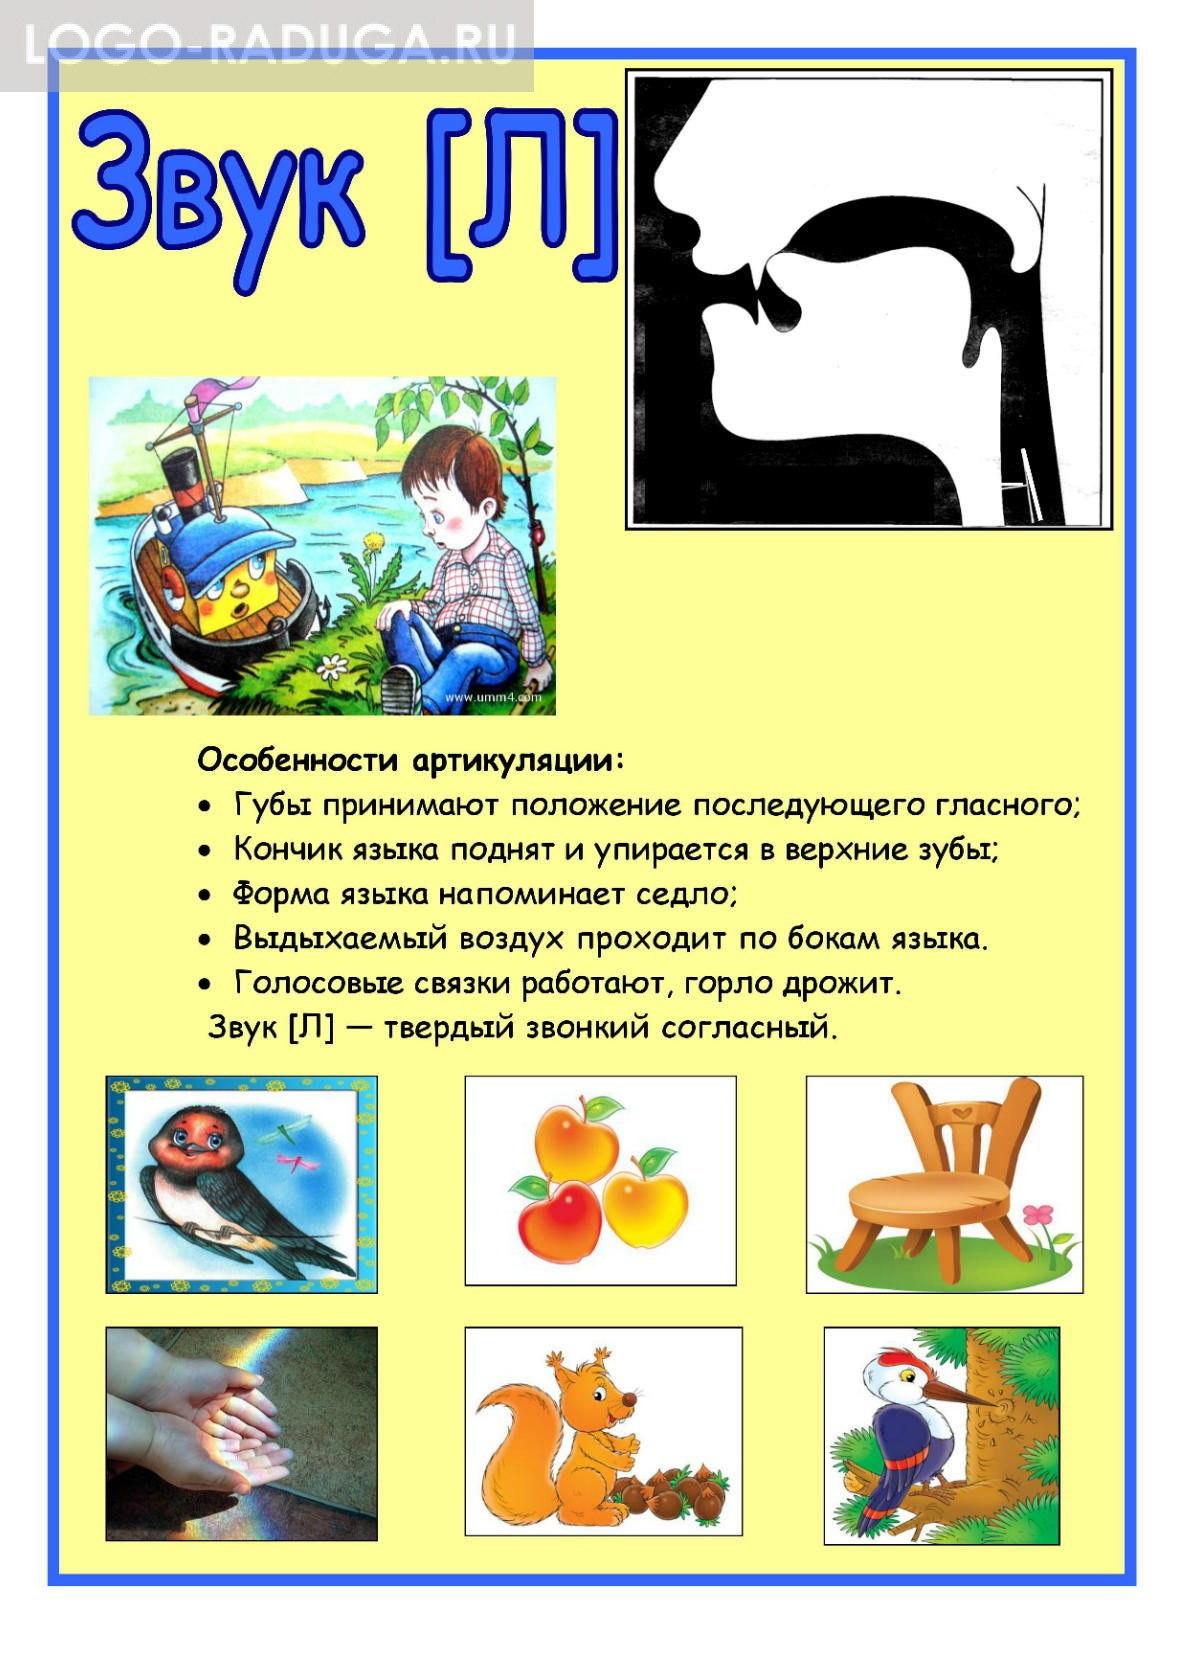 LOGO-RADUGA.RU
Звук [Л]
www.umm4.com
Особенности артикуляции:
• Губы принимают положение последующего гласного;
• Кончик языка поднят и упирается в верхние зубы;
• Форма языка напоминает седло;
• Выдыхаемый воздух проходит по бокам языка.
• Голосовые связки работают, горло дрожит.
Звук [Л] — твердый звонкий согласный.